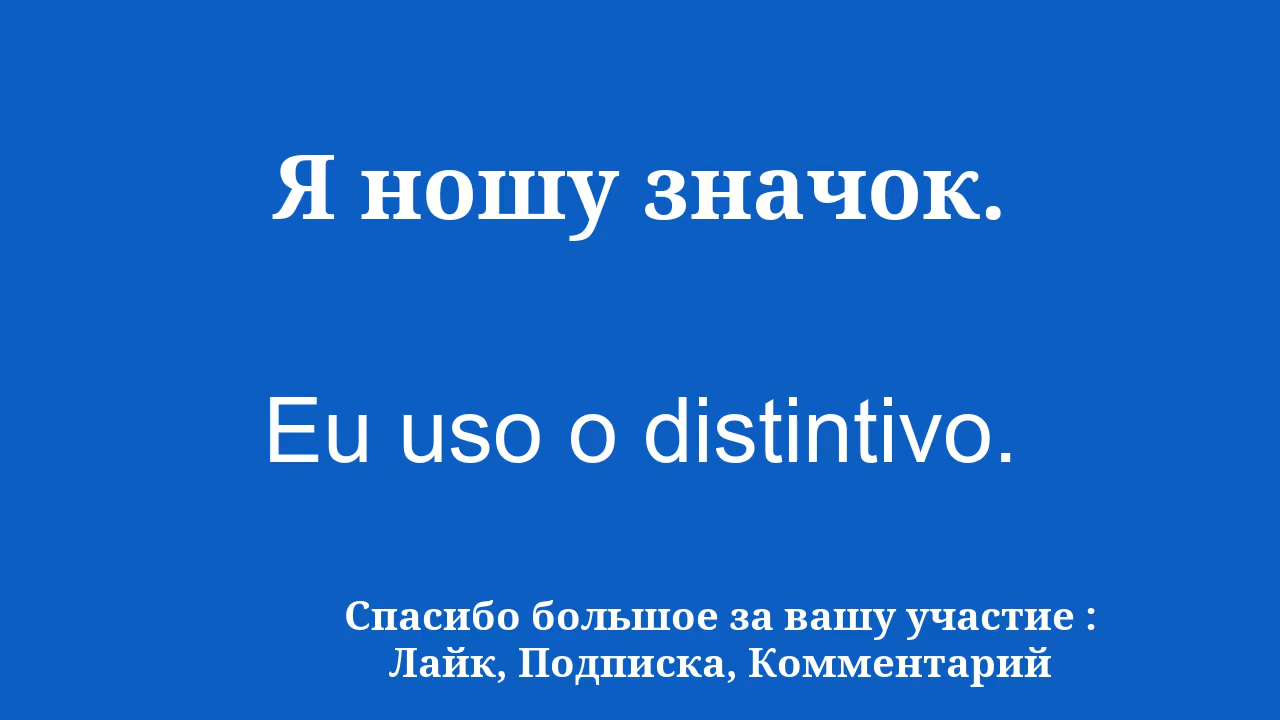 Я ношу значок.
Eu uso o distintivo.
Спасибо большое за вашу участие :
Лайк, Подписка, Комментарий